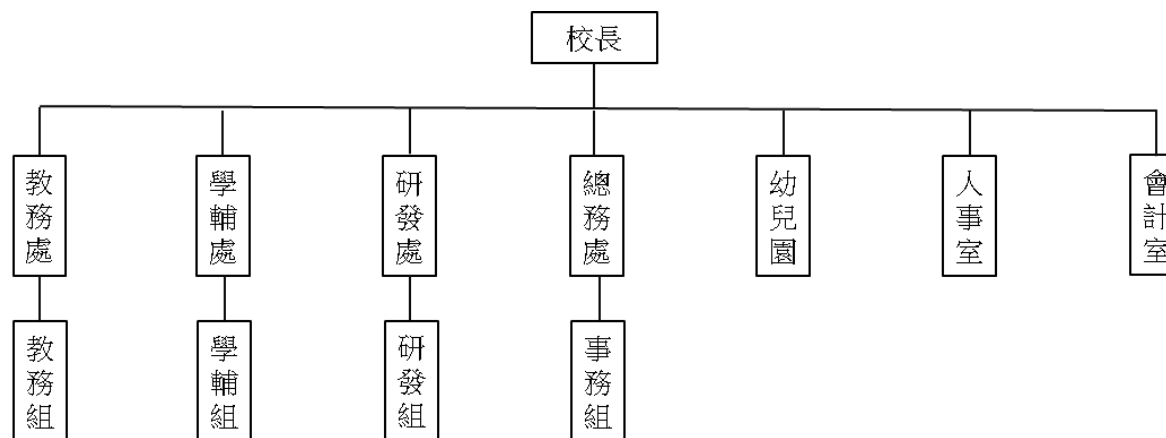 校長
教務處
學輔處
研發處
總務處
幼兒園
人事室
會計室
教務組
學輔組
研發組
事務組